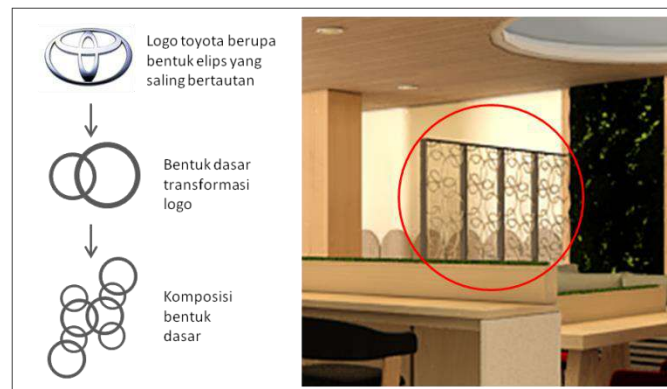 Logo toyota berupa
bentuk elips yang
saling bertautan
Bentuk dasar
transformasi
logo
Komposisi
bentuk
dasar